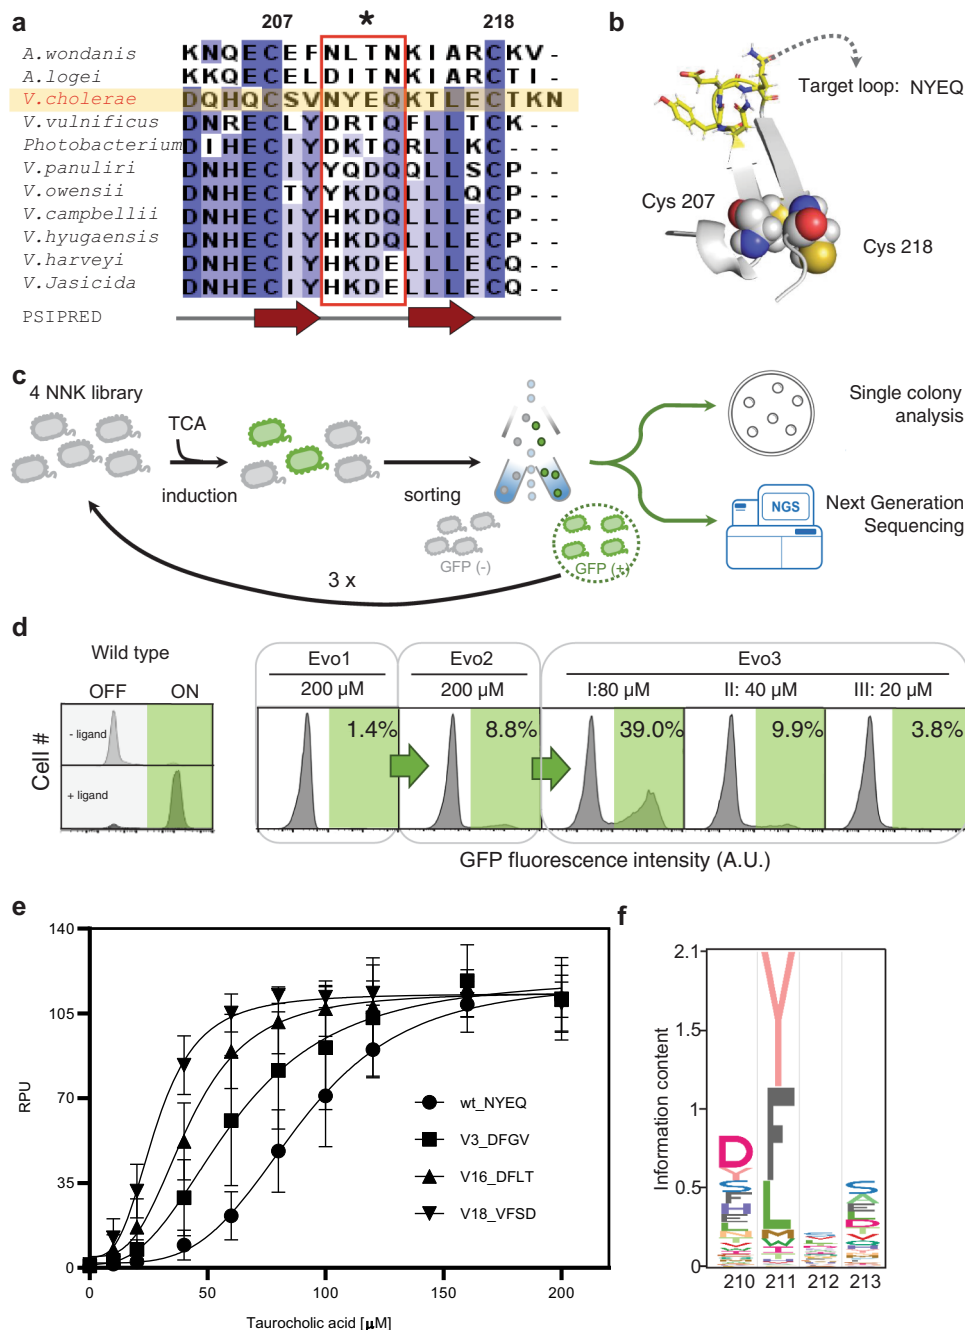 a
207 * 218
A.wondanis KNQECEFNLTNKIARCKV-
A.logei KKQECELDITNKIARCTI-
V.cholerae DQHQCSVNYEQKTLECTKN
V.vulnificus DNRECLYDRTQFLLTCK--
Photobacterium DIHECIYDKTQRLLKC---
V.panuliri DNHECIYYQDQQLLSCP--
V.owensii DNHECTYYKDQLLLQCP--
V.campbellii DNHECIYHKDQLLLECP--
V.hyugaensis DNHECIYHKDQLLLECP--
V.harveyi DNHECIYHKDELLLECQ--
V.Jasicida DNHECIYHKDELLLECQ--
PSIPRED
b
Target loop: NYEQ
Cys 207
Cys 218
c
4 NNK library
TCA
induction
sorting
GFP (-)
GFP (+)
3 x
Single colony
analysis
NGS
Next Generation
Sequencing
d
Wild type
OFF ON
- ligand
+ ligand
Cell #
Evo1 Evo2 Evo3
200 µM 200 µM I:80 µM II: 40 µM III: 20 µM
1.4% 8.8% 39.0% 9.9% 3.8%
GFP fluorescence intensity (A.U.)
e
140
105
70
35
0
RPU
wt_NYEQ
V3_DFGV
V16_DFLT
V18_VFSD
0 50 100 150 200
Taurocholic acid [µM]
f
2.1
1.5
1
0.5
0.0
Information content
D
Y
S
F
Y
F
L
M
W
S
A
E
D
210 211 212 213